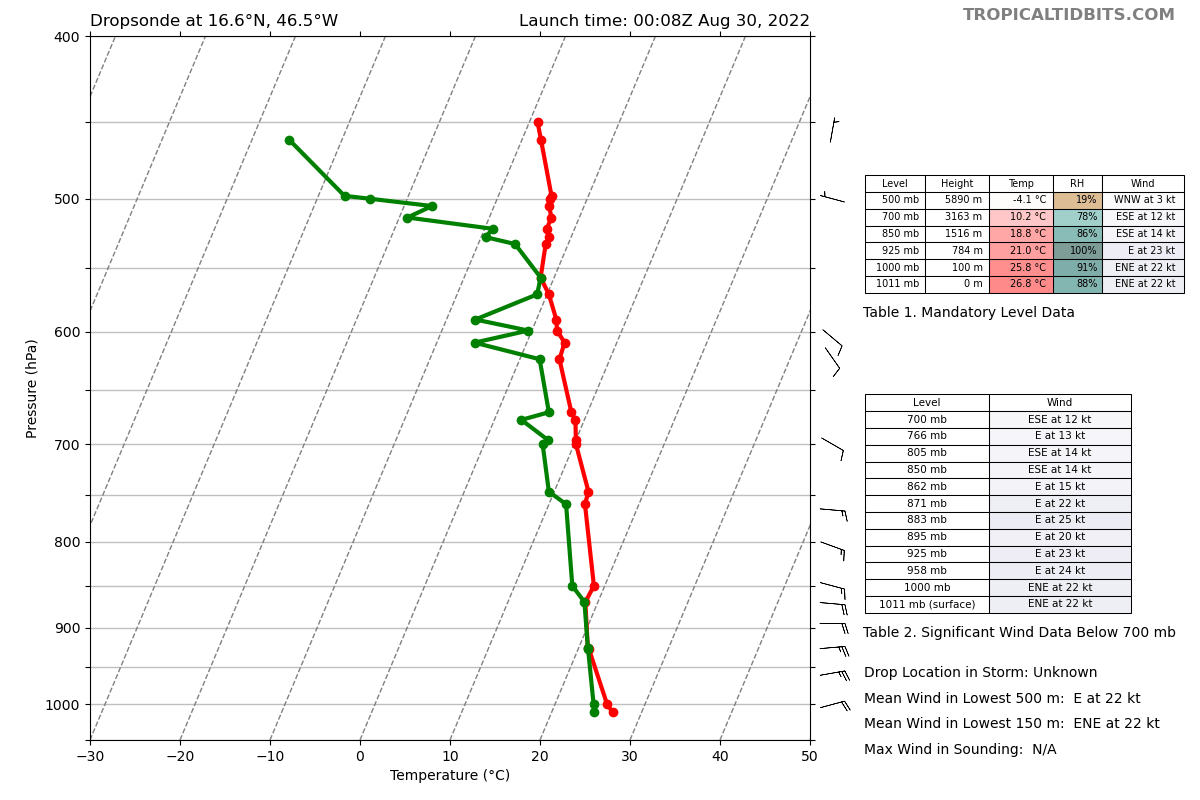 Dropsonde at 16.6°N, 46.5°W
Launch time: 00:08Z Aug 30, 2022
TROPICALTIDBITS.COM
400
500
600
700
800
900
1000
Pressure (hPa)
−30 −20 −10 0 10 20 30 40 50
Temperature (°C)
Level Height Temp RH Wind
500 mb 5890 m -4.1 °C 19% WNW at 3 kt
700 mb 3163 m 10.2 °C 78% ESE at 12 kt
850 mb 1516 m 18.8 °C 86% ESE at 14 kt
925 mb 784 m 21.0 °C 100% E at 23 kt
1000 mb 100 m 25.8 °C 91% ENE at 22 kt
1011 mb 0 m 26.8 °C 88% ENE at 22 kt
Table 1. Mandatory Level Data
Level Wind
700 mb ESE at 12 kt
766 mb E at 13 kt
805 mb ESE at 14 kt
850 mb ESE at 14 kt
862 mb E at 15 kt
871 mb E at 22 kt
883 mb E at 25 kt
895 mb E at 20 kt
925 mb E at 23 kt
958 mb E at 24 kt
1000 mb ENE at 22 kt
1011 mb (surface) ENE at 22 kt
Table 2. Significant Wind Data Below 700 mb
Drop Location in Storm: Unknown
Mean Wind in Lowest 500 m: E at 22 kt
Mean Wind in Lowest 150 m: ENE at 22 kt
Max Wind in Sounding: N/A